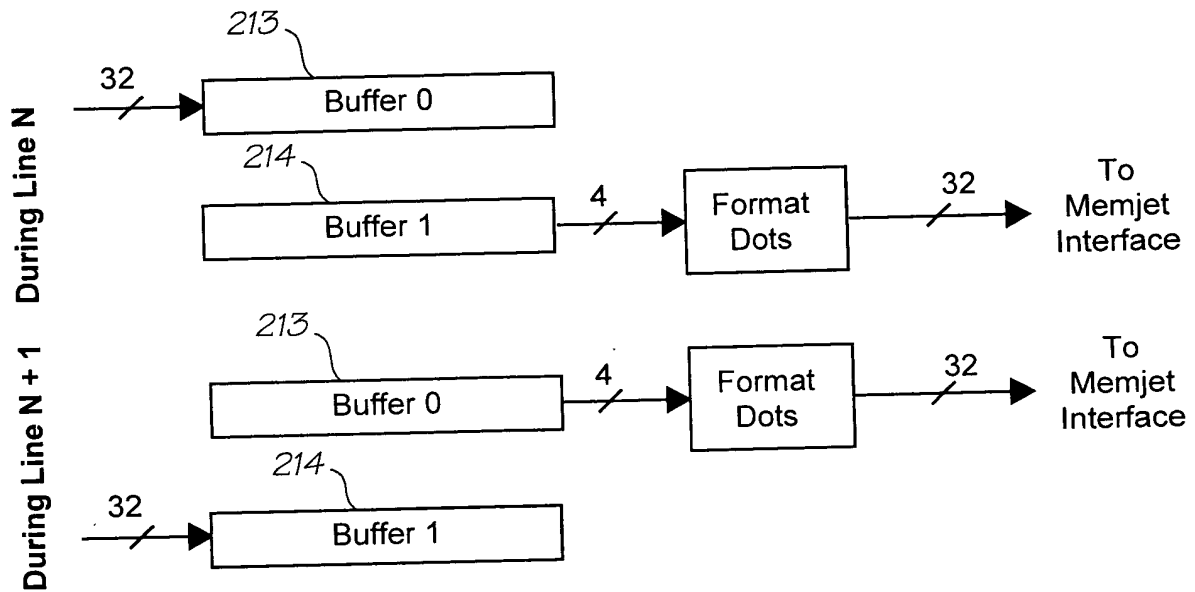 During Line N
213
32
Buffer 0
214
Buffer 1
4
Format
Dots
32
To
Memjet
Interface
During Line N + 1
213
Buffer 0
4
Format
Dots
32
To
Memjet
Interface
214
32
Buffer 1